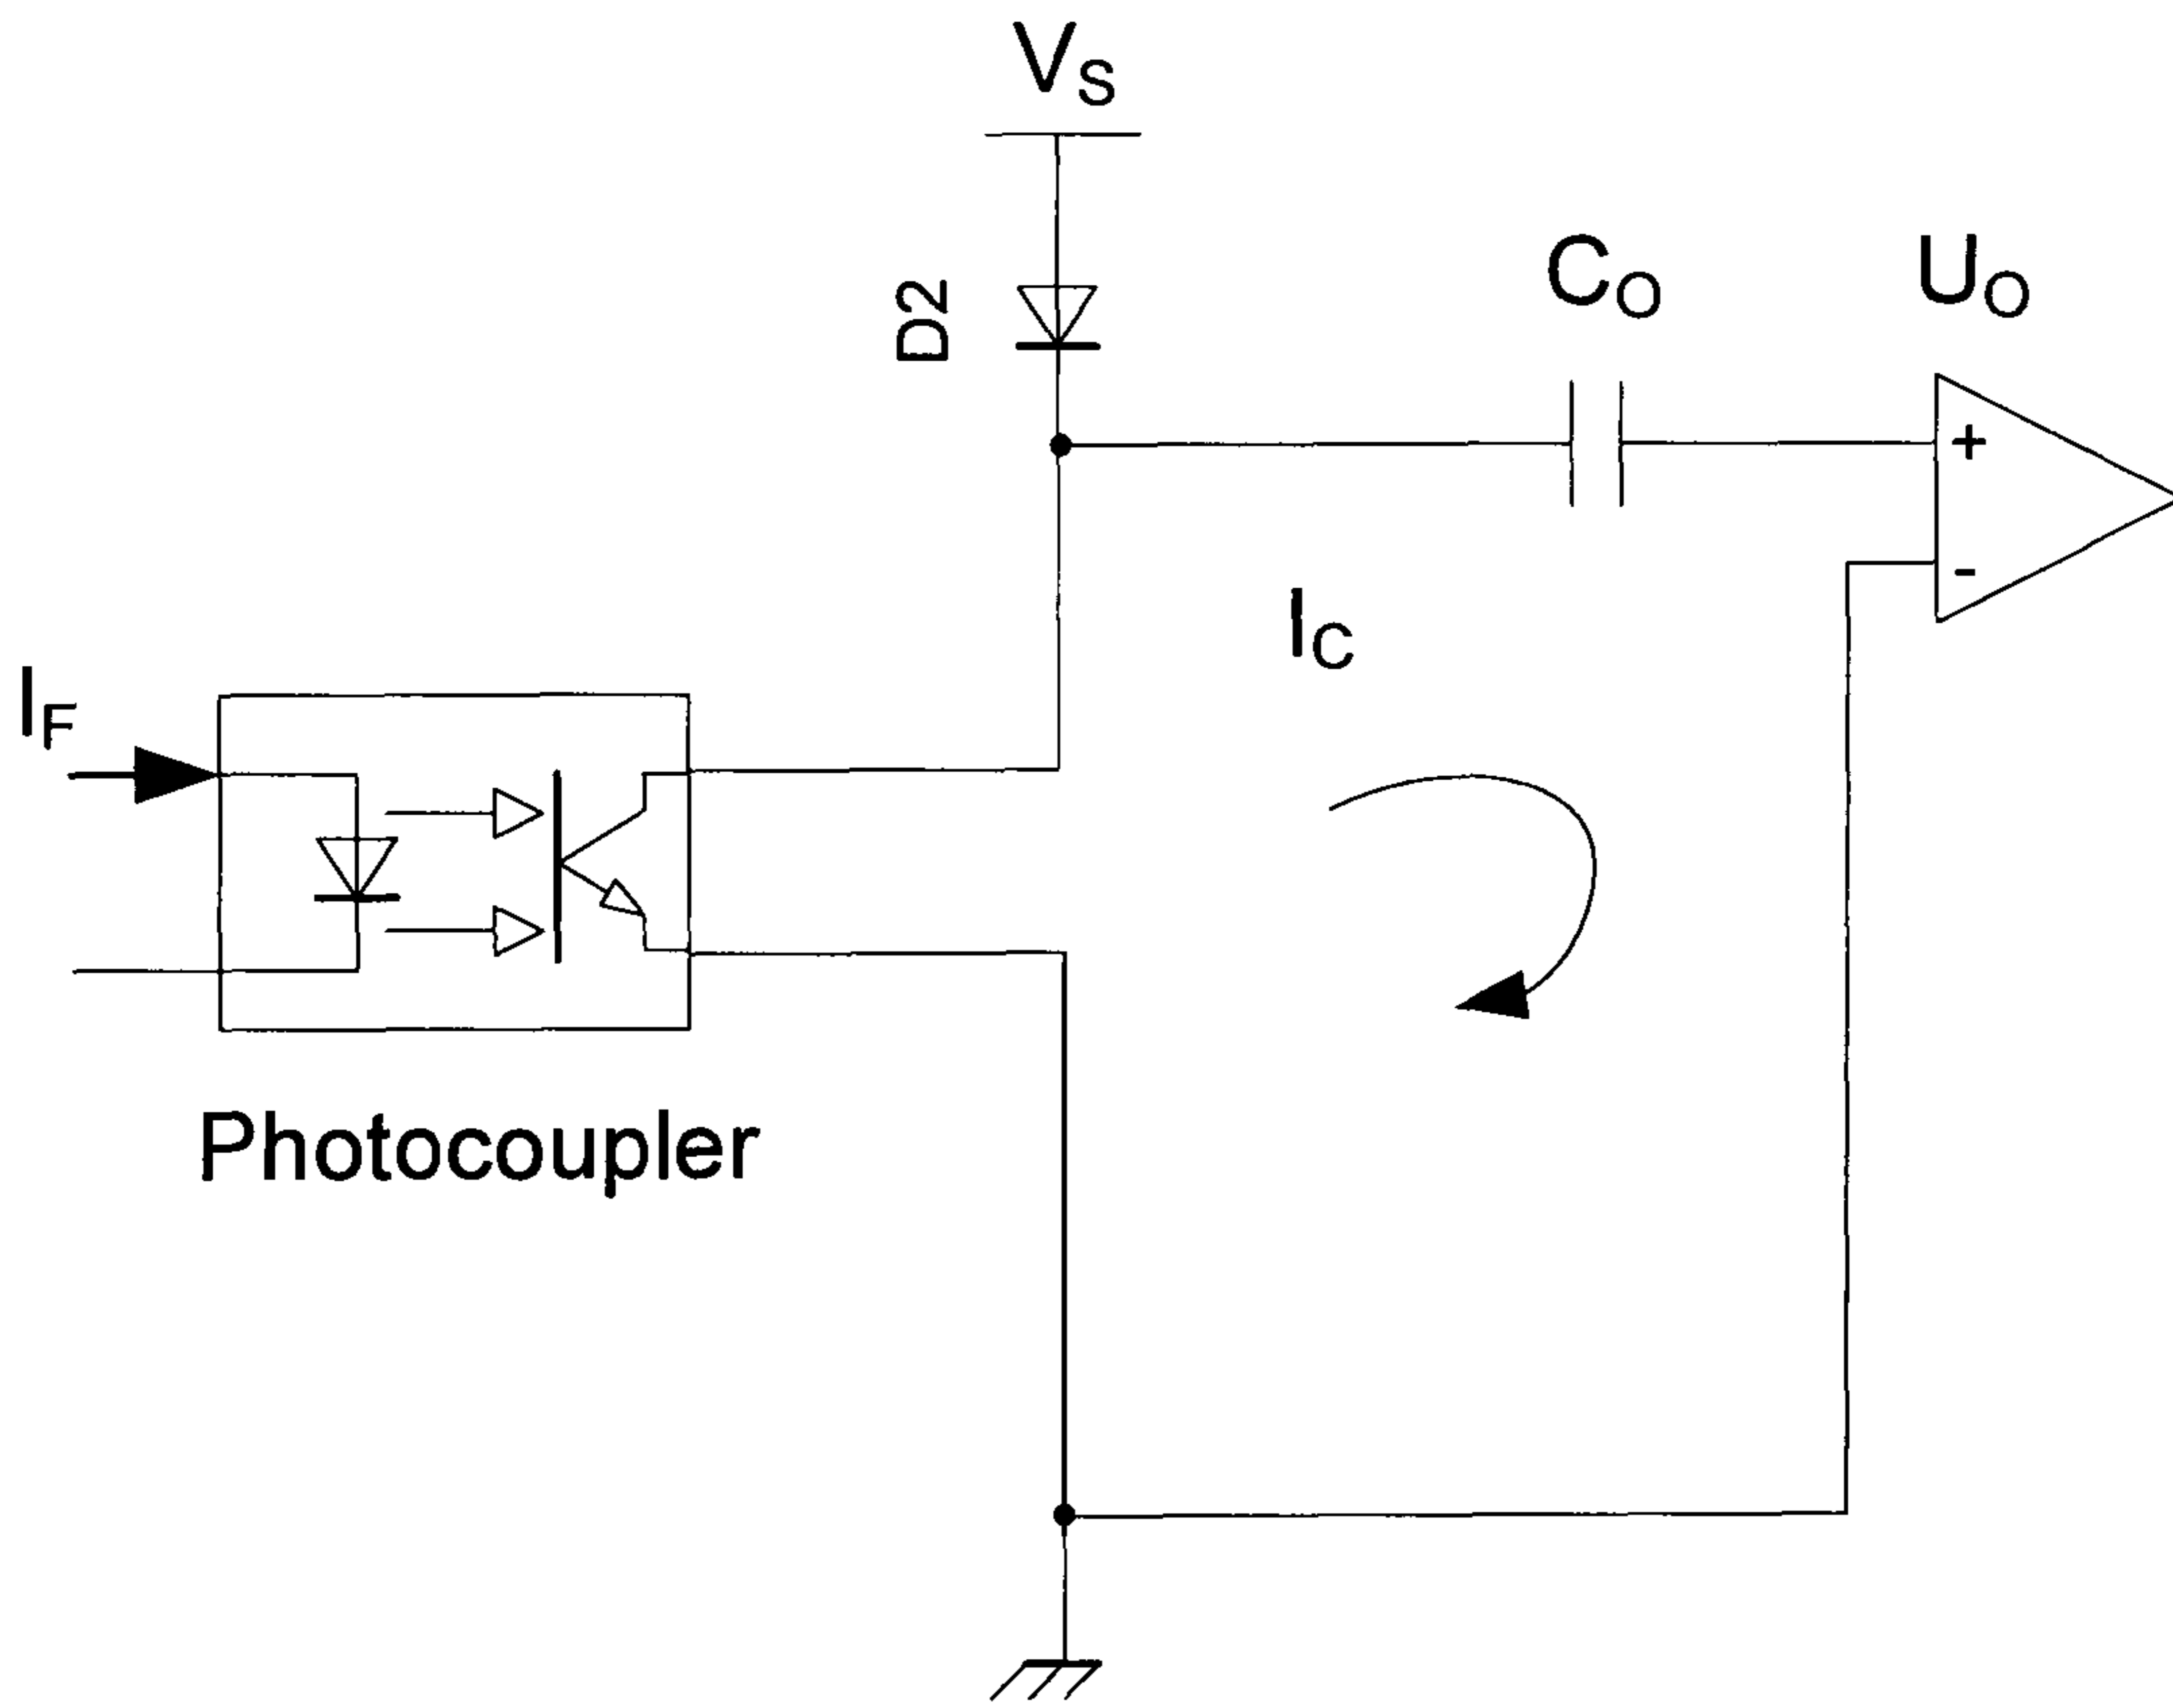 VS
D2
CO
UO
+
-
IC
IF
Photocoupler